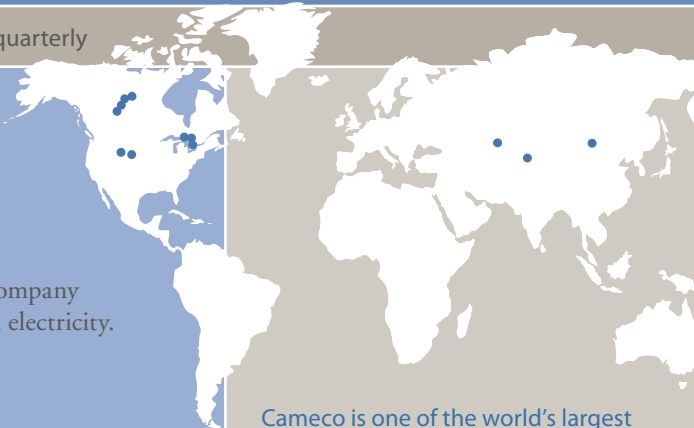 quarterly
ompany
electricity.
Cameco is one of the world's largest